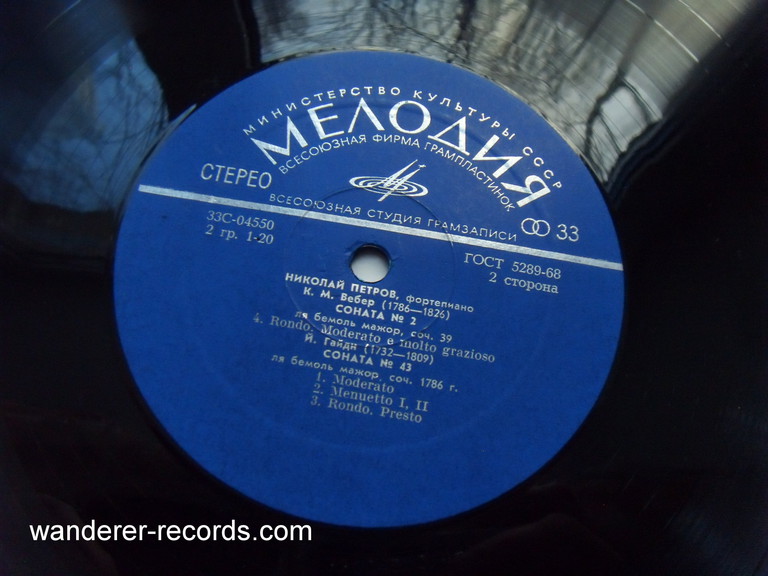 МИНИСТЕРСТВО КУЛЬТУРЫ СССР
МЕЛОДИЯ
ВСЕСОЮЗНАЯ ФИРМА ГРАМПЛАСТИНОК
СТЕРЕО
ВСЕСОЮЗНАЯ СТУДИЯ ГРАМЗАПИСИ
33
33С-04550
2 гр. 1-20
ГОСТ 5289-68
2 сторона
НИКОЛАЙ ПЕТРОВ, фортепиано
К. М. Вебер (1786—1826)
СОНАТА № 2
ля бемоль мажор, соч. 39
4. Rondo. Moderato e molto grazioso
Й. Гайдн (1732—1809)
СОНАТА № 43
ля бемоль мажор, соч. 1786 г.
1. Moderato
2. Menuetto I, II
3. Rondo. Presto
wanderer-records.com